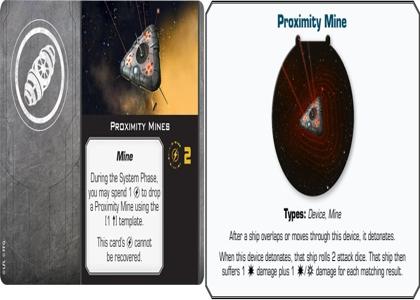 PROXIMITY MINES
2
Mine
During the System Phase,
you may spend 1 to drop
a Proximity Mine using the
[1 ] template.
This card's cannot
be recovered.
©LFL ©FFG
Proximity Mine
Types: Device, Mine
After a ship overlaps or moves through this device, it detonates.
When this device detonates, that ship rolls 2 attack dice. That ship then
suffers 1 damage plus 1 / damage for each matching result.